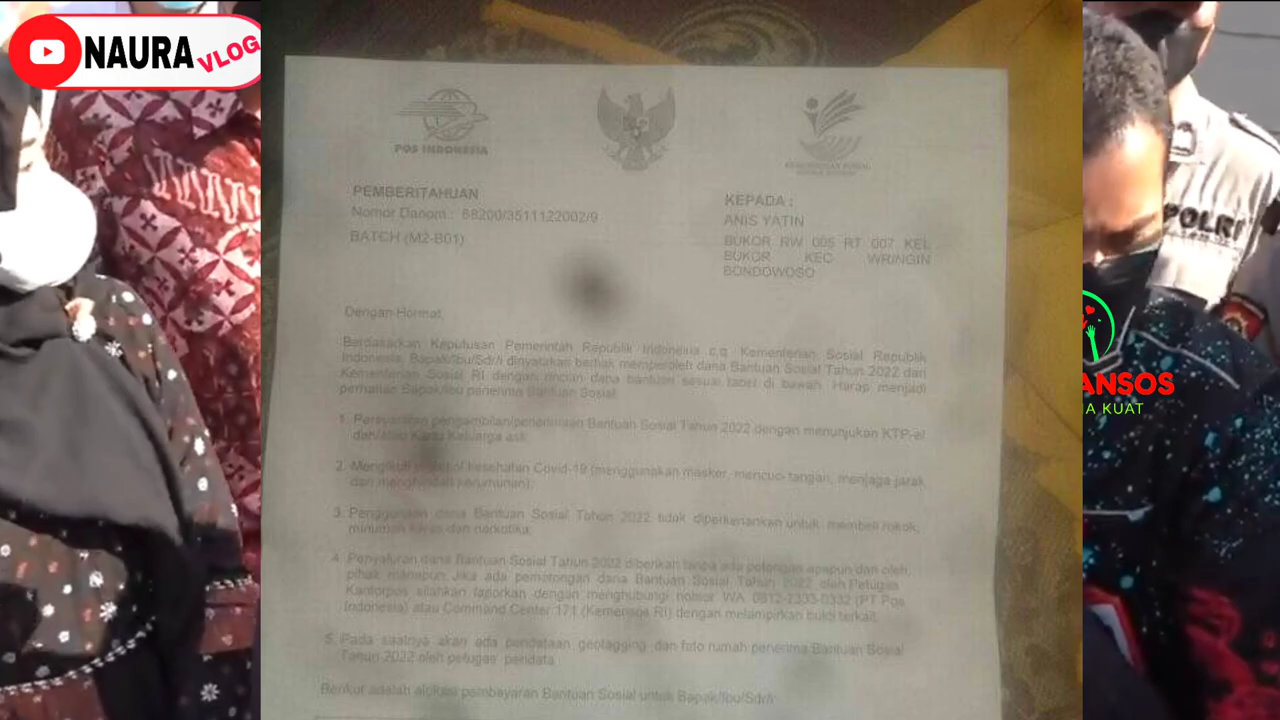 NAURA
VLOG
POS INDONESIA
KEMENTERIAN SOSIAL
PEMBERITAHUAN
Nomor Danom : 68200/3511122002/9
BATCH (M2-B01)
KEPADA :
ANIS YATIN
BUKOR RW 005 RT 007 KEL
BUKOR KEC WRINGIN
BONDOWOSO
Dengan Hormat,
Berdasarkan Keputusan Pemerintah Republik Indonesia c.q. Kementerian Sosial Republik
Indonesia, Bapak/Ibu/Sdr/i dinyatakan berhak memperoleh dana Bantuan Sosial Tahun 2022 dari
Kementerian Sosial RI dengan rincian dana bantuan sesuai tabel di bawah. Harap menjadi
perhatian Bapak/Ibu penerima Bantuan Sosial:
1. Persyaratan pengambilan/penerimaan Bantuan Sosial Tahun 2022 dengan menunjukan KTP-el
dan/atau Kartu Keluarga asli;
2. Mengikuti protokol kesehatan Covid-19 (menggunakan masker, mencuci tangan, menjaga jarak
dan menghindari kerumunan);
3. Penggunaan dana Bantuan Sosial Tahun 2022 tidak diperkenankan untuk membeli rokok,
minuman keras dan narkotika.
4. Penyaluran dana Bantuan Sosial Tahun 2022 diberikan tanpa ada potongan apapun dan oleh
pihak manapun Jika ada pemotongan dana Bantuan Sosial Tahun 2022 oleh Petugas
Kantorpos silahkan laporkan dengan menghubungi nomor WA 0812-2333-0332 (PT Pos
Indonesia) atau Command Center 171 (Kemensos RI) dengan melampirkan bukti terkait.
5. Pada saatnya akan ada pendataan geotagging dan foto rumah penerima Bantuan Sosial
Tahun 2022 oleh petugas pendata
Berikut adalah alokasi pembayaran Bantuan Sosial untuk Bapak/Ibu/Sdr/i
POLRI
ANSOS
A KUAT